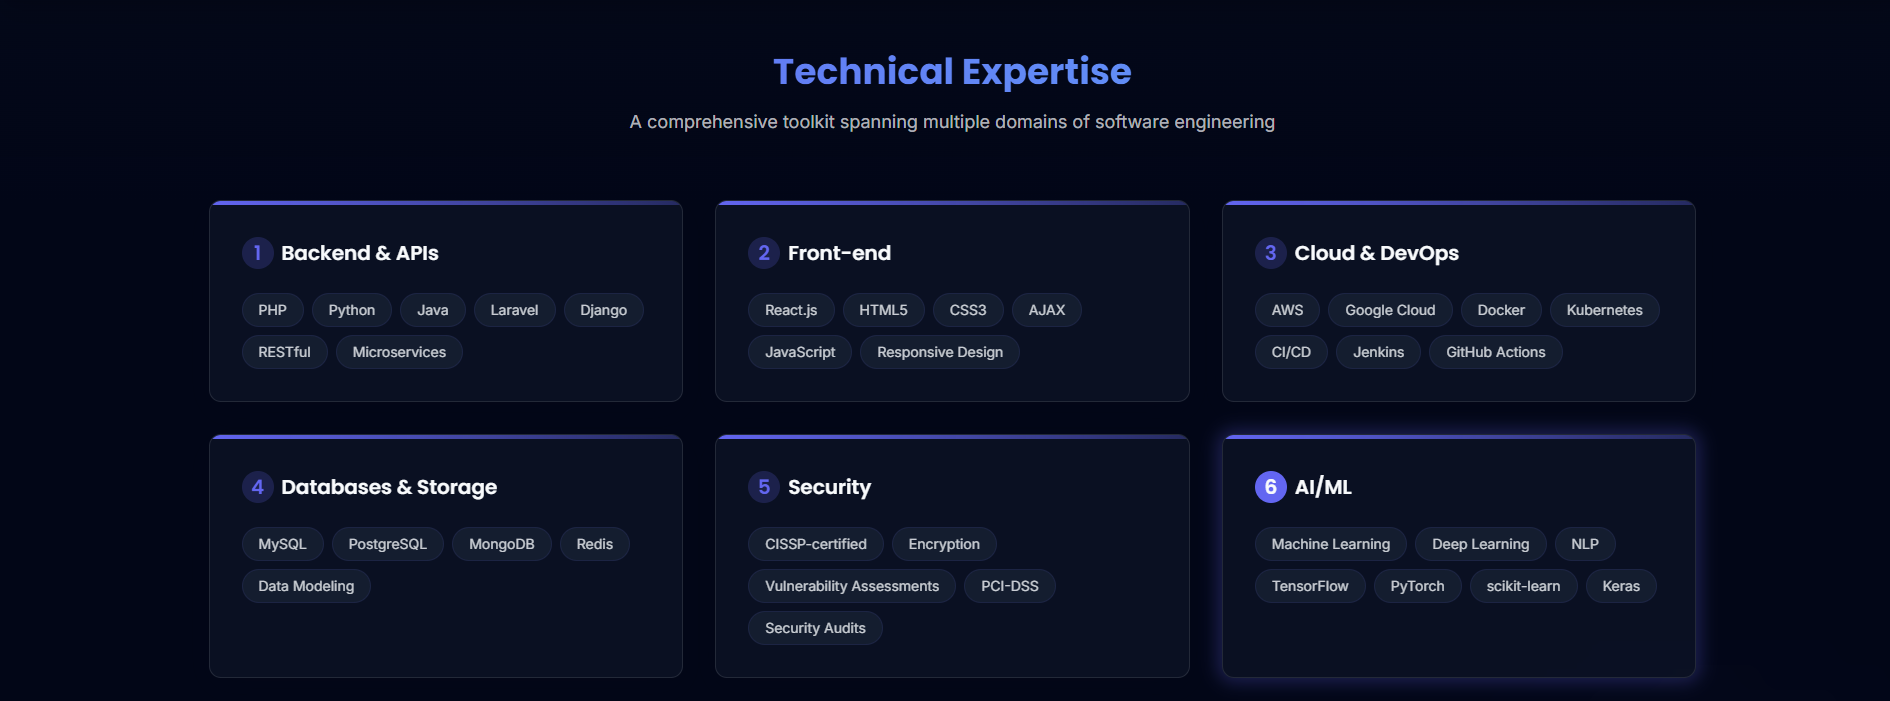 Technical Expertise
A comprehensive toolkit spanning multiple domains of software engineering
1 Backend & APIs
PHP Python Java Laravel Django
RESTful Microservices
2 Front-end
React.js HTML5 CSS3 AJAX
JavaScript Responsive Design
3 Cloud & DevOps
AWS Google Cloud Docker Kubernetes
CI/CD Jenkins GitHub Actions
4 Databases & Storage
MySQL PostgreSQL MongoDB Redis
Data Modeling
5 Security
CISSP-certified Encryption
Vulnerability Assessments PCI-DSS
Security Audits
6 AI/ML
Machine Learning Deep Learning NLP
TensorFlow PyTorch scikit-learn Keras